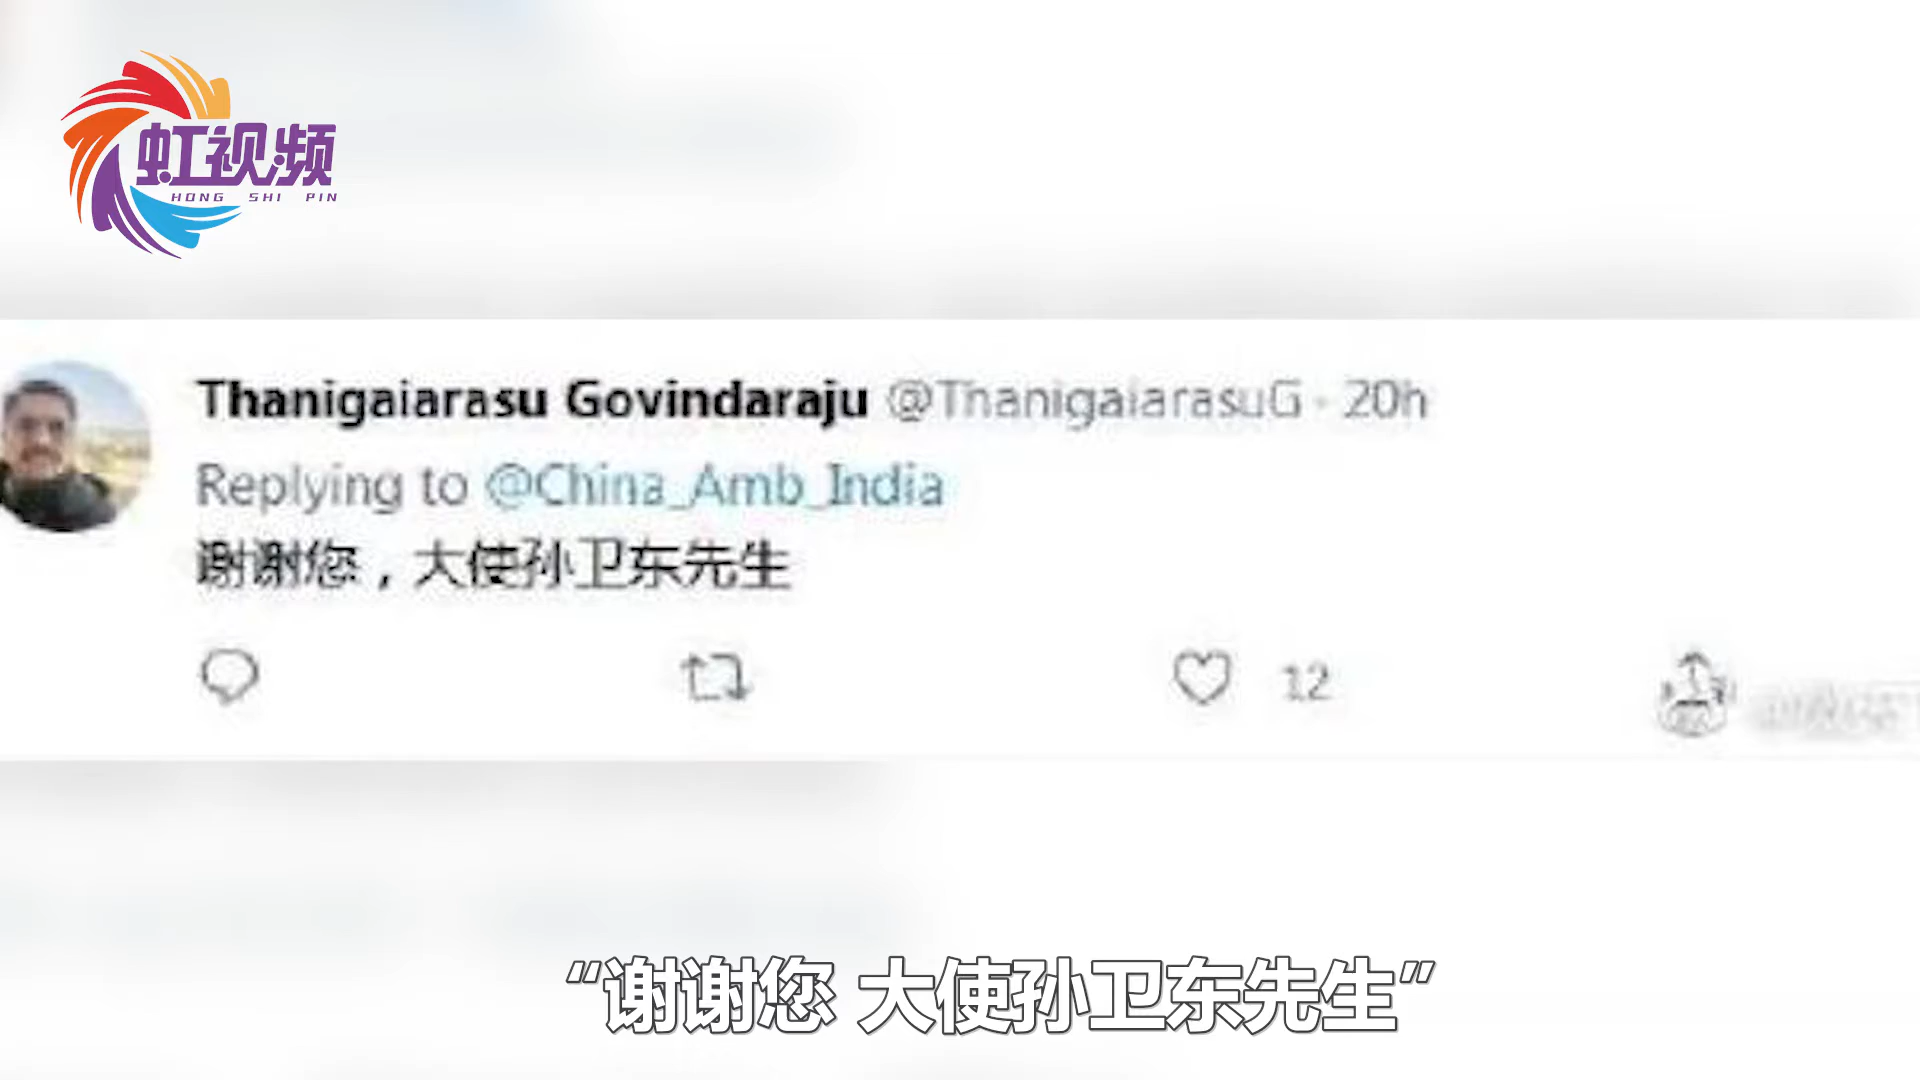 虹视频
HONG SHI PIN
Thanigaiarasu Govindaraju @ThanigaiarasuG · 20h
Replying to @China_Amb_India
谢谢您，大使孙卫东先生
12
“谢谢您 大使孙卫东先生”